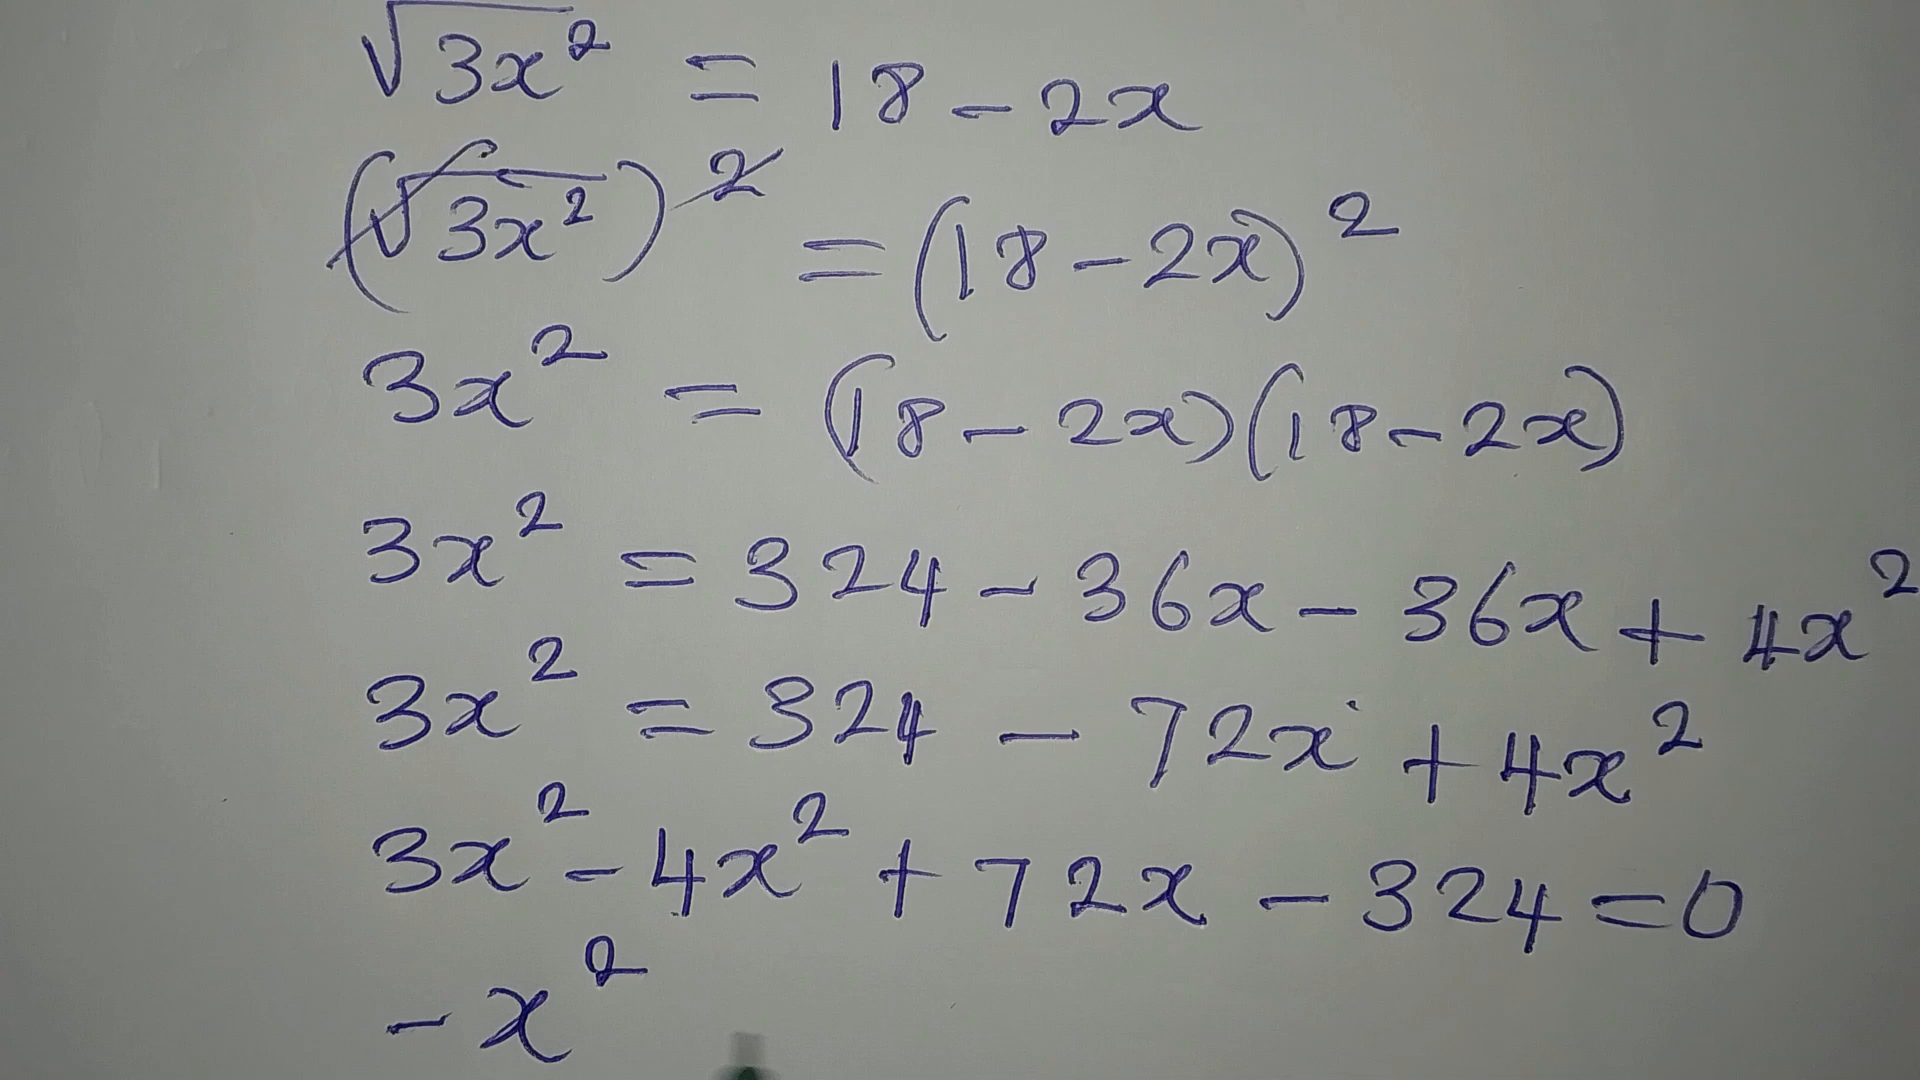 √3x² = 18 - 2x
(√3x²)² = (18 - 2x)²
3x² = (18 - 2x)(18 - 2x)
3x² = 324 - 36x - 36x + 4x²
3x² = 324 - 72x + 4x²
3x² - 4x² + 72x - 324 = 0
-x²